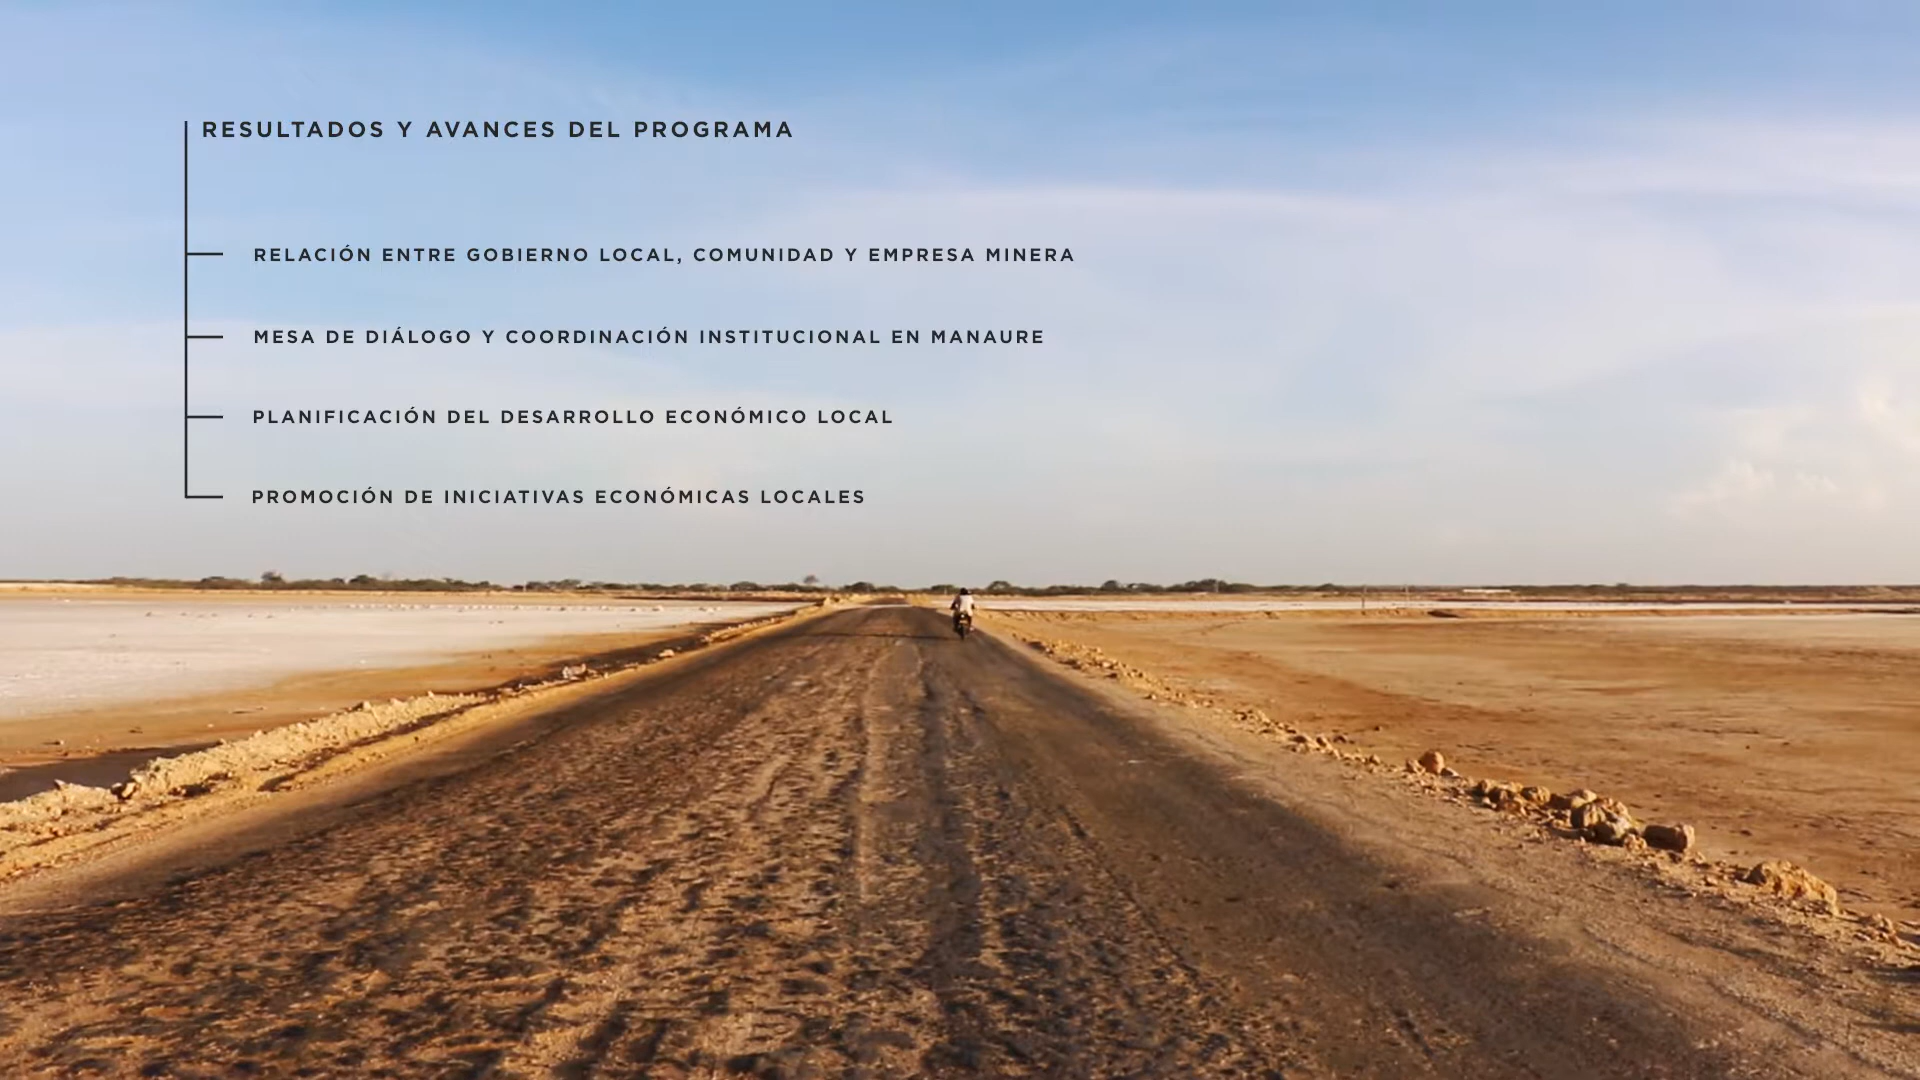 RESULTADOS Y AVANCES DEL PROGRAMA
RELACIÓN ENTRE GOBIERNO LOCAL, COMUNIDAD Y EMPRESA MINERA
MESA DE DIÁLOGO Y COORDINACIÓN INSTITUCIONAL EN MANAURE
PLANIFICACIÓN DEL DESARROLLO ECONÓMICO LOCAL
PROMOCIÓN DE INICIATIVAS ECONÓMICAS LOCALES